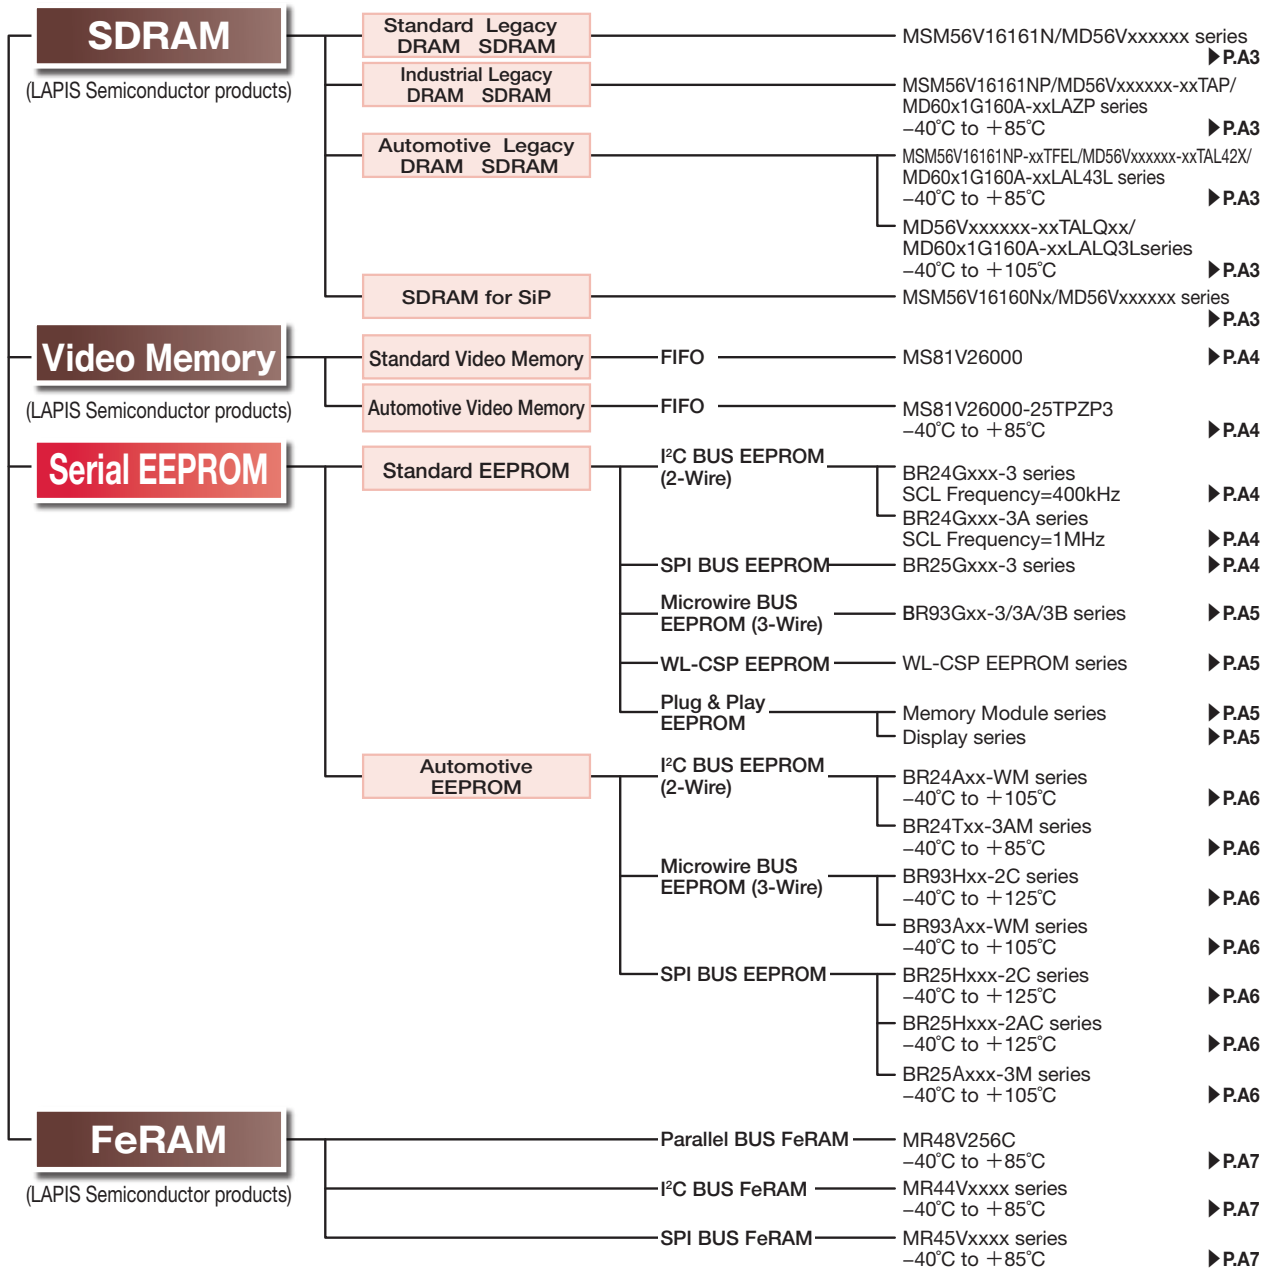 SDRAM
(LAPIS Semiconductor products)
Standard Legacy
DRAM SDRAM
MSM56V16161N/MD56Vxxxxxx series
▶P.A3
Industrial Legacy
DRAM SDRAM
MSM56V16161NP/MD56Vxxxxxx-xxTAP/
MD60x1G160A-xxLAZP series
−40˚C to +85˚C ▶P.A3
Automotive Legacy
DRAM SDRAM
MSM56V16161NP-xxTFEL/MD56Vxxxxxx-xxTAL42X/
MD60x1G160A-xxLAL43L series
−40˚C to +85˚C ▶P.A3
MD56Vxxxxxx-xxTALQxx/
MD60x1G160A-xxLALQ3Lseries
−40˚C to +105˚C ▶P.A3
SDRAM for SiP
MSM56V16160Nx/MD56Vxxxxxx series
▶P.A3
Video Memory
(LAPIS Semiconductor products)
Standard Video Memory
FIFO
MS81V26000 ▶P.A4
Automotive Video Memory
FIFO
MS81V26000-25TPZP3
−40˚C to +85˚C ▶P.A4
Serial EEPROM
Standard EEPROM
I²C BUS EEPROM
(2-Wire)
BR24Gxxx-3 series
SCL Frequency=400kHz ▶P.A4
BR24Gxxx-3A series
SCL Frequency=1MHz ▶P.A4
SPI BUS EEPROM
BR25Gxxx-3 series ▶P.A4
Microwire BUS
EEPROM (3-Wire)
BR93Gxx-3/3A/3B series ▶P.A5
WL-CSP EEPROM
WL-CSP EEPROM series ▶P.A5
Plug & Play
EEPROM
Memory Module series ▶P.A5
Display series ▶P.A5
Automotive
EEPROM
I²C BUS EEPROM
(2-Wire)
BR24Axx-WM series
−40˚C to +105˚C ▶P.A6
BR24Txx-3AM series
−40˚C to +85˚C ▶P.A6
Microwire BUS
EEPROM (3-Wire)
BR93Hxx-2C series
−40˚C to +125˚C ▶P.A6
BR93Axx-WM series
−40˚C to +105˚C ▶P.A6
SPI BUS EEPROM
BR25Hxxx-2C series
−40˚C to +125˚C ▶P.A6
BR25Hxxx-2AC series
−40˚C to +125˚C ▶P.A6
BR25Axxx-3M series
−40˚C to +105˚C ▶P.A6
FeRAM
(LAPIS Semiconductor products)
Parallel BUS FeRAM
MR48V256C
−40˚C to +85˚C ▶P.A7
I²C BUS FeRAM
MR44Vxxxx series
−40˚C to +85˚C ▶P.A7
SPI BUS FeRAM
MR45Vxxxx series
−40˚C to +85˚C ▶P.A7